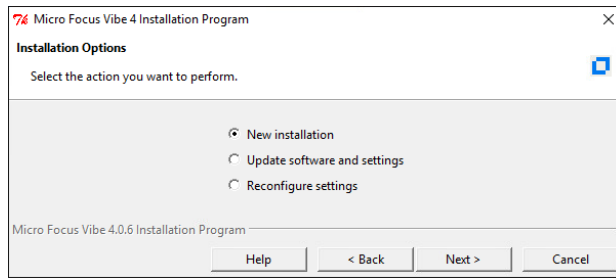 Micro Focus Vibe 4 Installation Program
Installation Options
Select the action you want to perform.
New installation
Update software and settings
Reconfigure settings
Micro Focus Vibe 4.0.6 Installation Program
Help < Back Next > Cancel